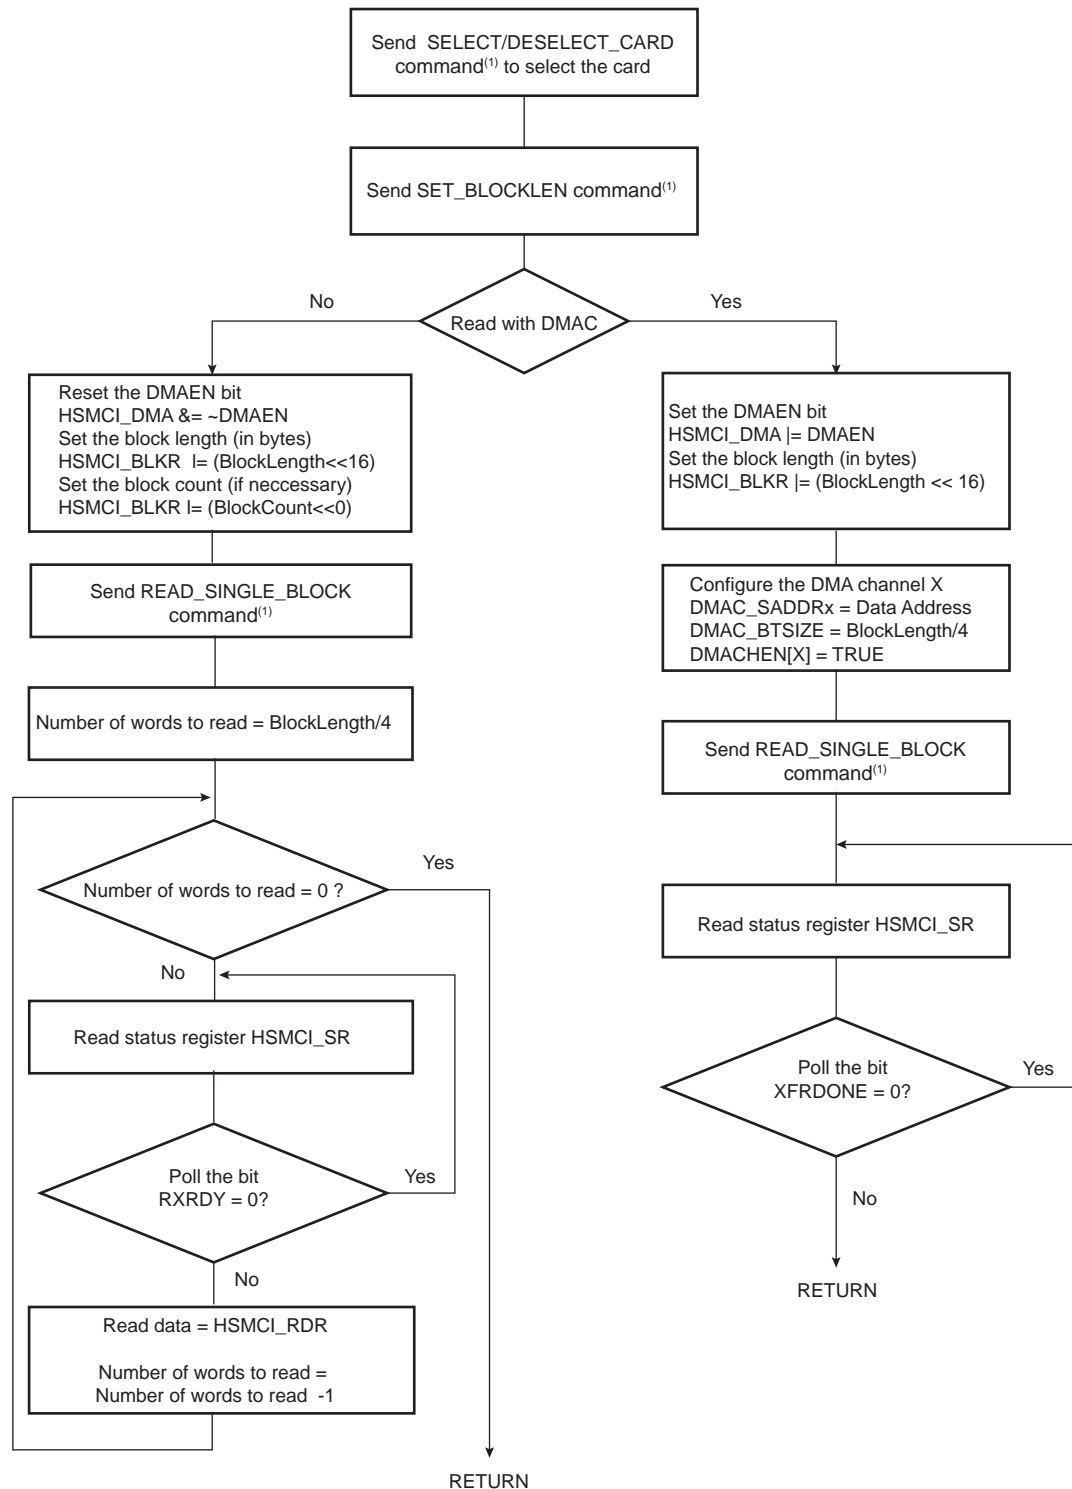 Send  SELECT/DESELECT_CARD
command(1) to select the card
Send SET_BLOCKLEN command(1)
No
Yes
Read with DMAC
Reset the DMAEN bit
HSMCI_DMA &= ~DMAEN
Set the block length (in bytes)
HSMCI_BLKR  l= (BlockLength<<16)
Set the block count (if neccessary)
HSMCI_BLKR l= (BlockCount<<0)
Send READ_SINGLE_BLOCK
command(1)
Number of words to read = BlockLength/4
Number of words to read = 0 ?
Yes
No
Read status register HSMCI_SR
Poll the bit
RXRDY = 0?
Yes
No
Read data = HSMCI_RDR
Number of words to read =
Number of words to read  -1
RETURN
Set the DMAEN bit
HSMCI_DMA |= DMAEN
Set the block length (in bytes)
HSMCI_BLKR |= (BlockLength << 16)
Configure the DMA channel X
DMAC_SADDRx = Data Address
DMAC_BTSIZE = BlockLength/4
DMACHEN[X] = TRUE
Send READ_SINGLE_BLOCK
command(1)
Read status register HSMCI_SR
Poll the bit
XFRDONE = 0?
Yes
No
RETURN